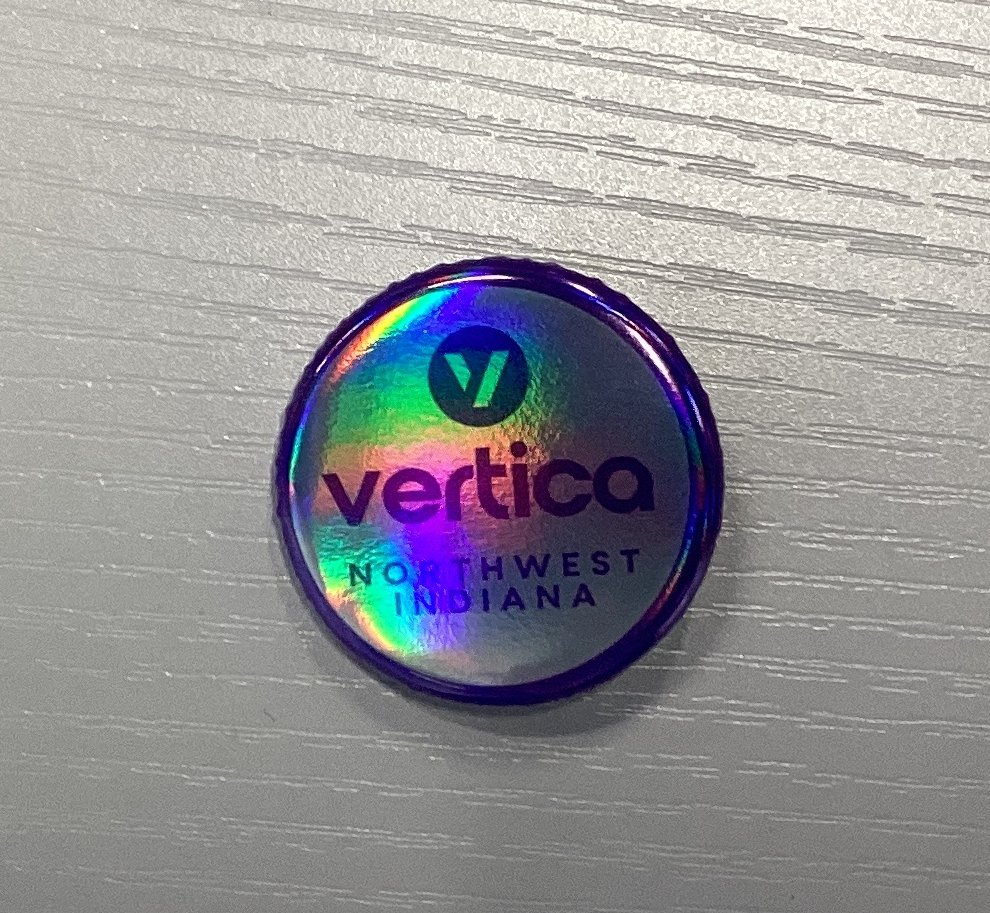 V
vertica
NORTHWEST
INDIANA